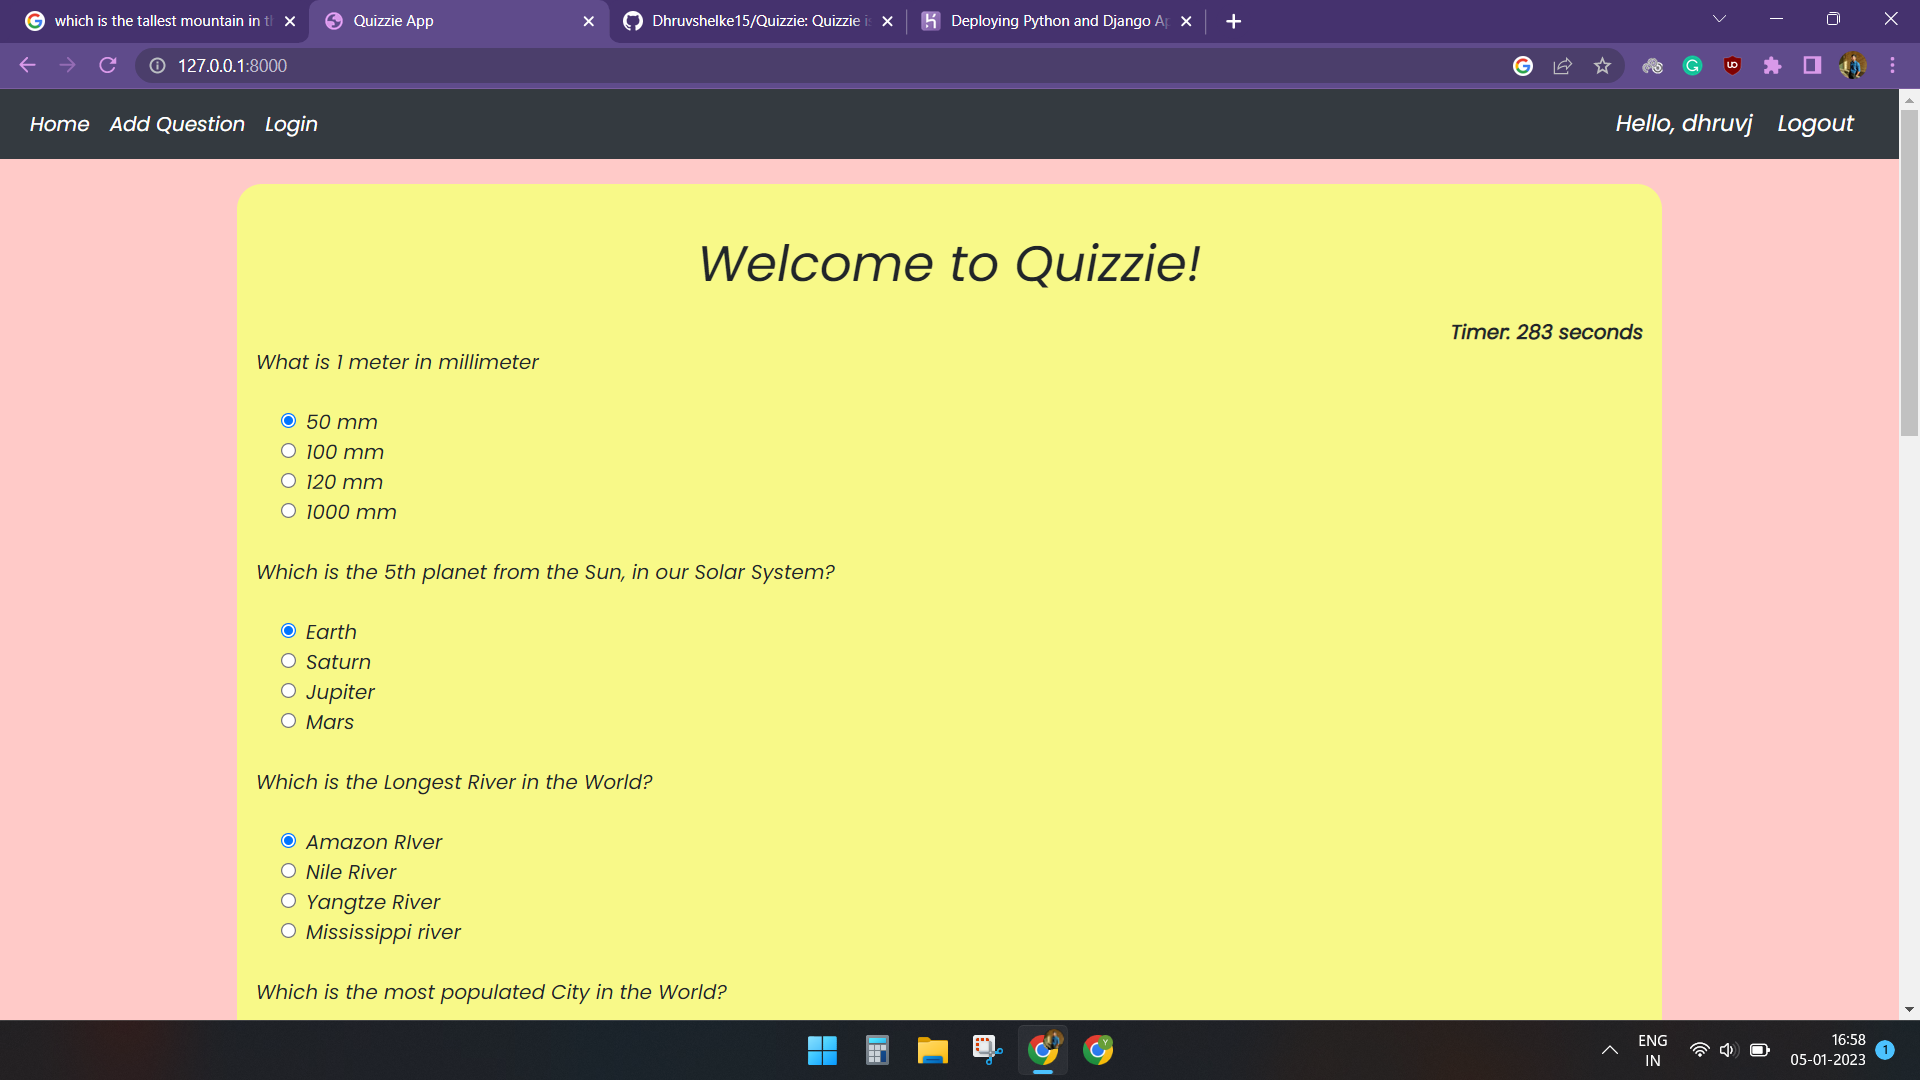 which is the tallest mountain in t
Quizzie App
Dhruvshelke15/Quizzie: Quizzie i
Deploying Python and Django A
127.0.0.1:8000
Home Add Question Login
Hello, dhruvj Logout
Welcome to Quizzie!
Timer: 283 seconds
What is 1 meter in millimeter
50 mm
100 mm
120 mm
1000 mm
Which is the 5th planet from the Sun, in our Solar System?
Earth
Saturn
Jupiter
Mars
Which is the Longest River in the World?
Amazon RIver
Nile River
Yangtze River
Mississippi river
Which is the most populated City in the World?
ENG
IN
16:58
05-01-2023
1